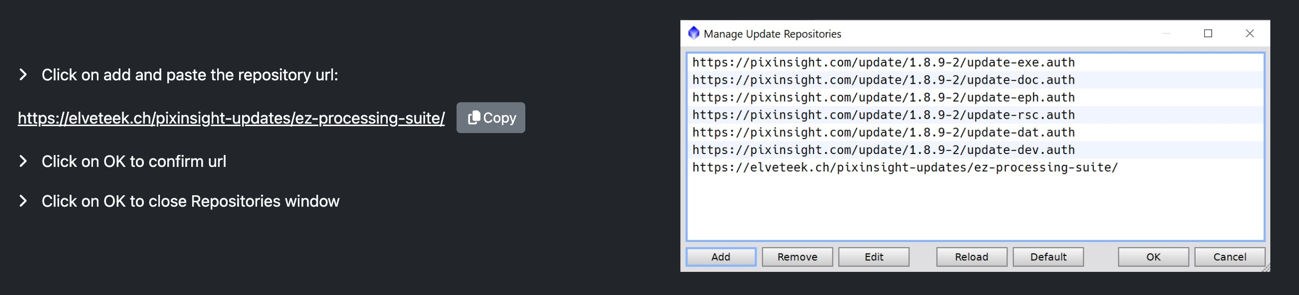 Click on add and paste the repository url:
https://elveteek.ch/pixinsight-updates/ez-processing-suite/ Copy
Click on OK to confirm url
Click on OK to close Repositories window
Manage Update Repositories
https://pixinsight.com/update/1.8.9-2/update-exe.auth
https://pixinsight.com/update/1.8.9-2/update-doc.auth
https://pixinsight.com/update/1.8.9-2/update-eph.auth
https://pixinsight.com/update/1.8.9-2/update-rsc.auth
https://pixinsight.com/update/1.8.9-2/update-dat.auth
https://pixinsight.com/update/1.8.9-2/update-dev.auth
https://elveteek.ch/pixinsight-updates/ez-processing-suite/
Add Remove Edit Reload Default OK Cancel